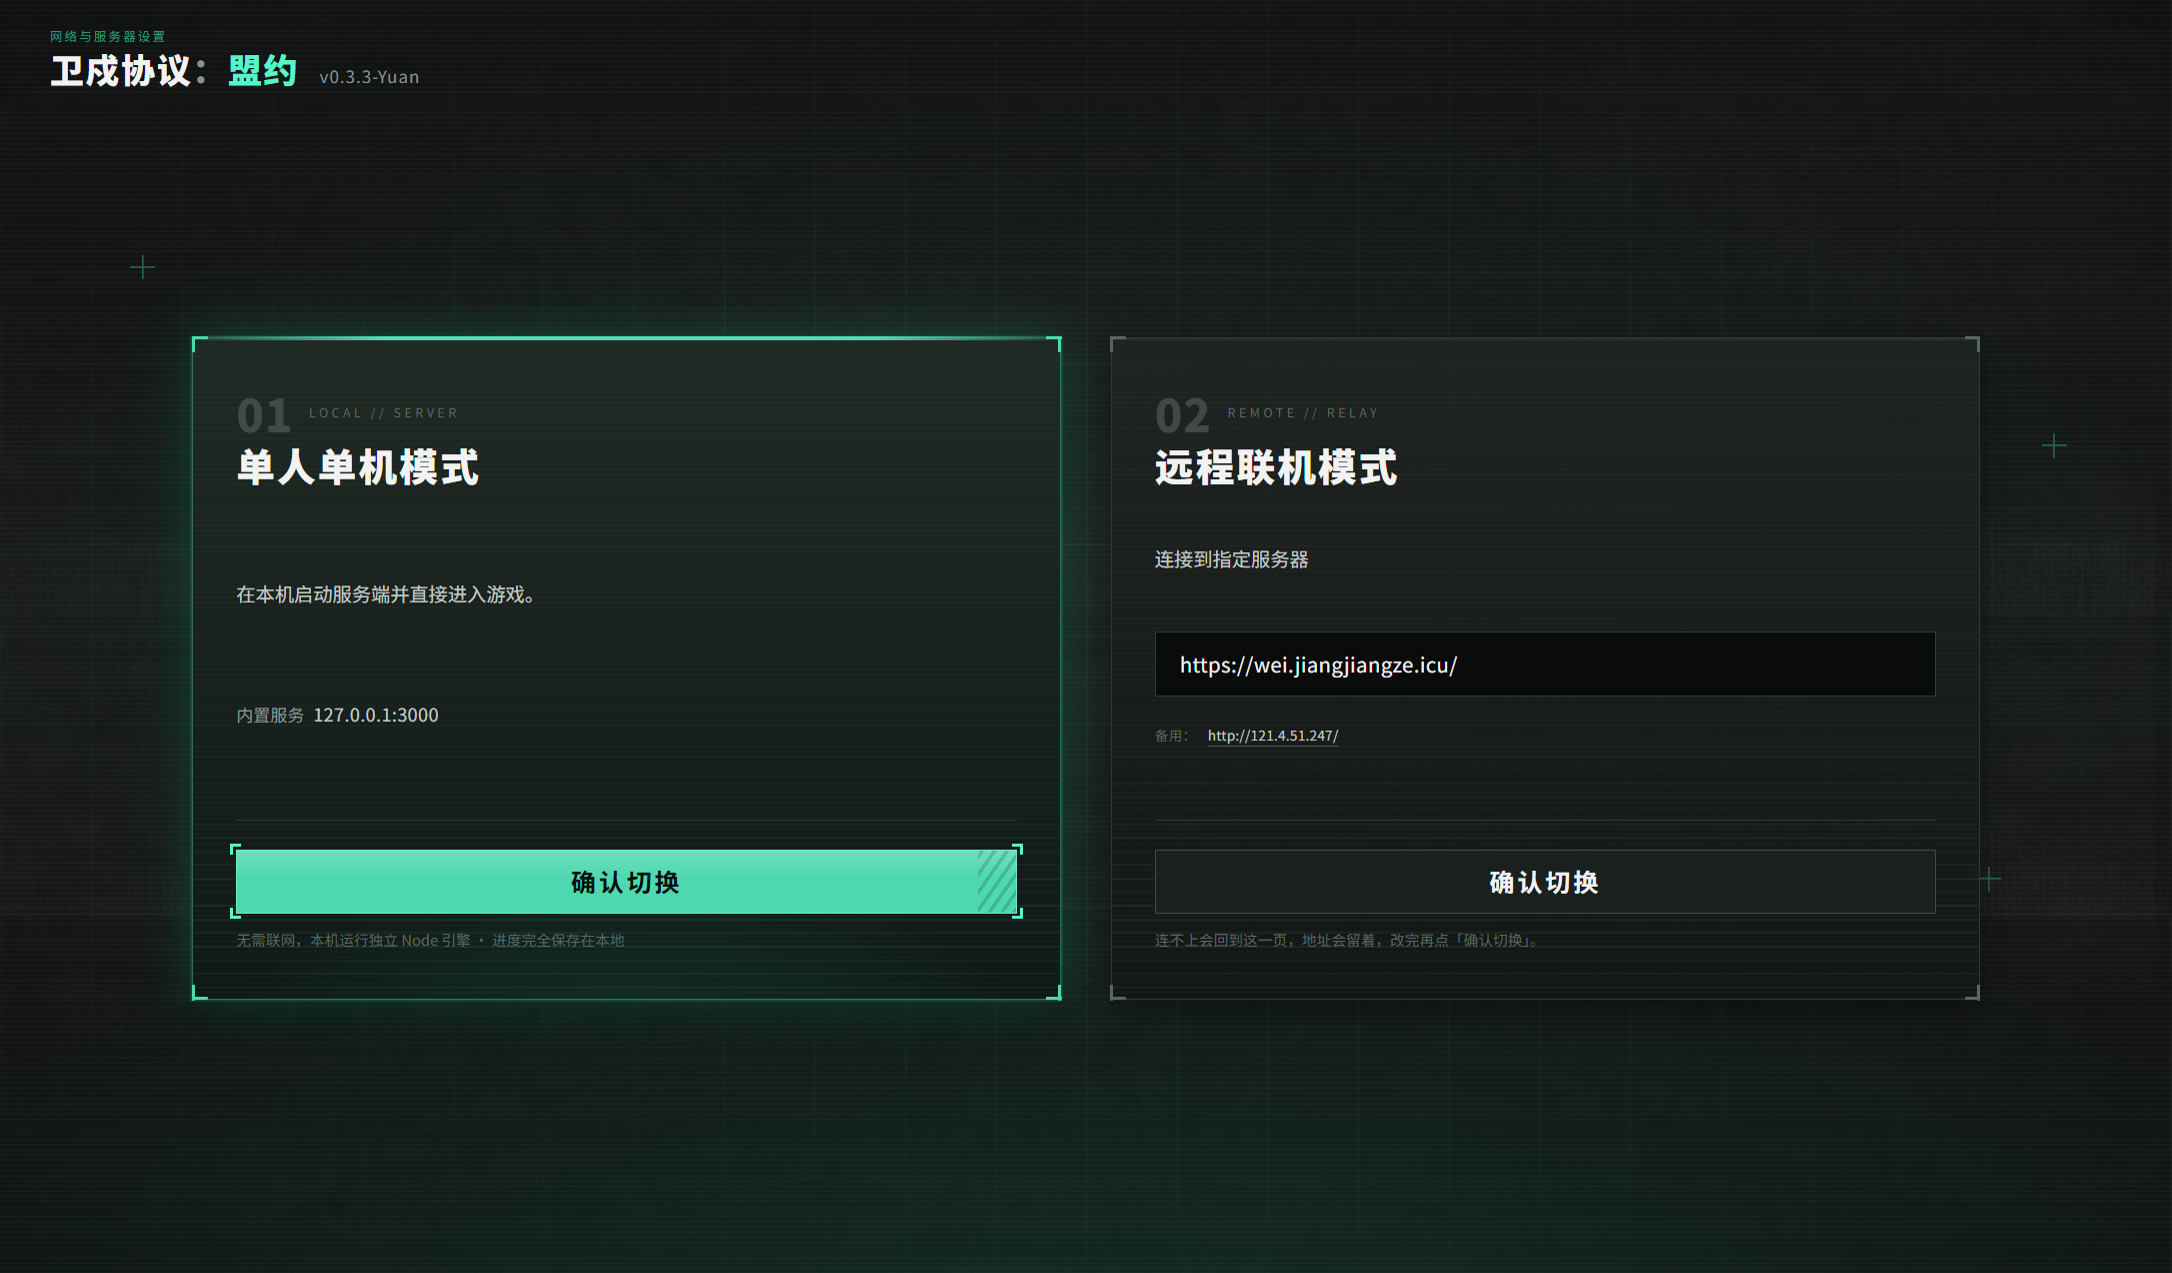 网络与服务器设置
卫戍协议：盟约 v0.3.3-Yuan
01 LOCAL // SERVER
单人单机模式
在本机启动服务端并直接进入游戏。
内置服务 127.0.0.1:3000
确认切换
无需联网，本机运行独立 Node 引擎 · 进度完全保存在本地
02 REMOTE // RELAY
远程联机模式
连接到指定服务器
https://wei.jiangjiangze.icu/
备用： http://121.4.51.247/
确认切换
连不上会回到这一页，地址会留着，改完再点「确认切换」。